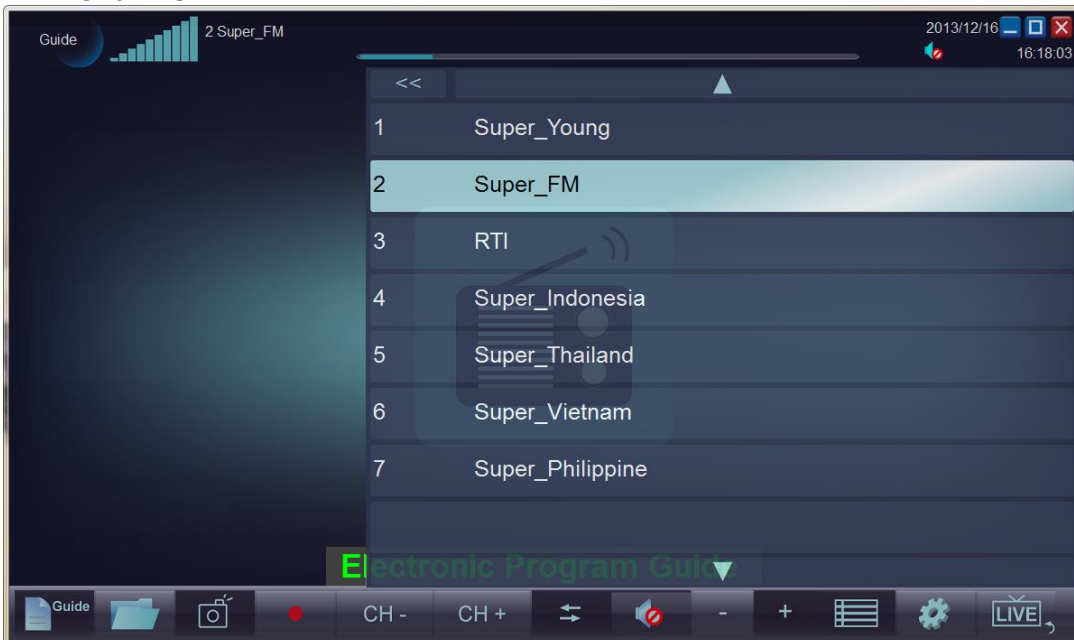 Guide
2 Super_FM
2013/12/16
16:18:03
<<
1 Super_Young
2 Super_FM
3 RTI
4 Super_Indonesia
5 Super_Thailand
6 Super_Vietnam
7 Super_Philippine
Electronic Program Guide
Guide
CH -
CH +
-
+
LIVE